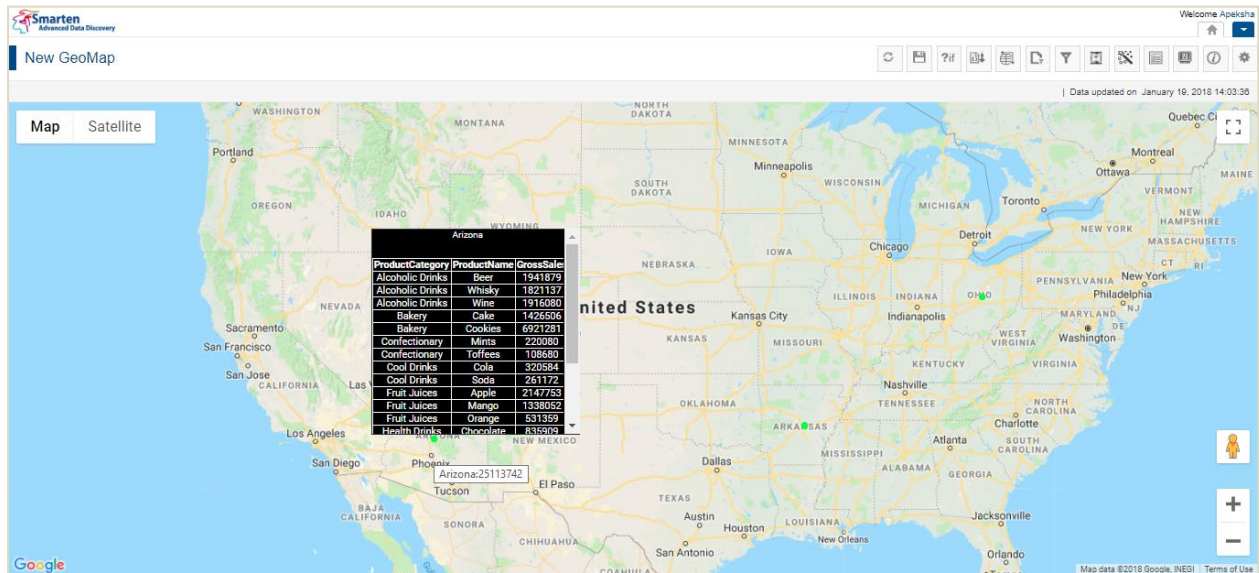 Smarten
Advanced Data Discovery
Welcome Apeksha
New GeoMap
?if
| Data updated on January 19, 2018 14:03:36
Map Satellite
WASHINGTON
MONTANA
NORTH
DAKOTA
MINNESOTA
Quebec Ci
Portland
Minneapolis
Montreal
Ottawa
MAINE
SOUTH
DAKOTA
WISCONSIN
VERMONT
OREGON
IDAHO
MICHIGAN
Toronto
NEW
HAMPSHIRE
WYOMING
NEW YORK
Detroit
MASSACHUSETTS
Chicago
IOWA
NEBRASKA
CT
RI
PENNSYLVANIA
New York
Arizona
ProductCategory ProductName GrossSale
Alcoholic Drinks Beer 1941879
Alcoholic Drinks Whisky 1821137
Alcoholic Drinks Wine 1916080
Bakery Cake 1426506
Bakery Cookies 6921281
Confectionary Mints 220080
Confectionary Toffees 108680
Cool Drinks Cola 320584
Cool Drinks Soda 261172
Fruit Juices Apple 2147753
Fruit Juices Mango 1338052
Fruit Juices Orange 531359
Health Drinks Chocolate 835909
NEVADA
nited States
ILLINOIS
INDIANA
OHIO
Philadelphia
Indianapolis
Kansas City
MARYLAND
NJ
DE
Sacramento
San Francisco
KANSAS
MISSOURI
WEST
VIRGINIA
Washington
KENTUCKY
VIRGINIA
San Jose
CALIFORNIA
Las
Nashville
OKLAHOMA
TENNESSEE
NORTH
CAROLINA
ARKANSAS
Charlotte
Los Angeles
ARIZONA
NEW MEXICO
Atlanta
SOUTH
CAROLINA
MISSISSIPPI
San Diego
Phoenix
Dallas
ALABAMA
GEORGIA
Arizona:25113742
Tucson
El Paso
TEXAS
BAJA
CALIFORNIA
SONORA
Austin
Houston
LOUISIANA
Jacksonville
CHIHUAHUA
New Orleans
San Antonio
Orlando
COAHUILA
Google
Map data ©2018 Google, INEGI Terms of Use